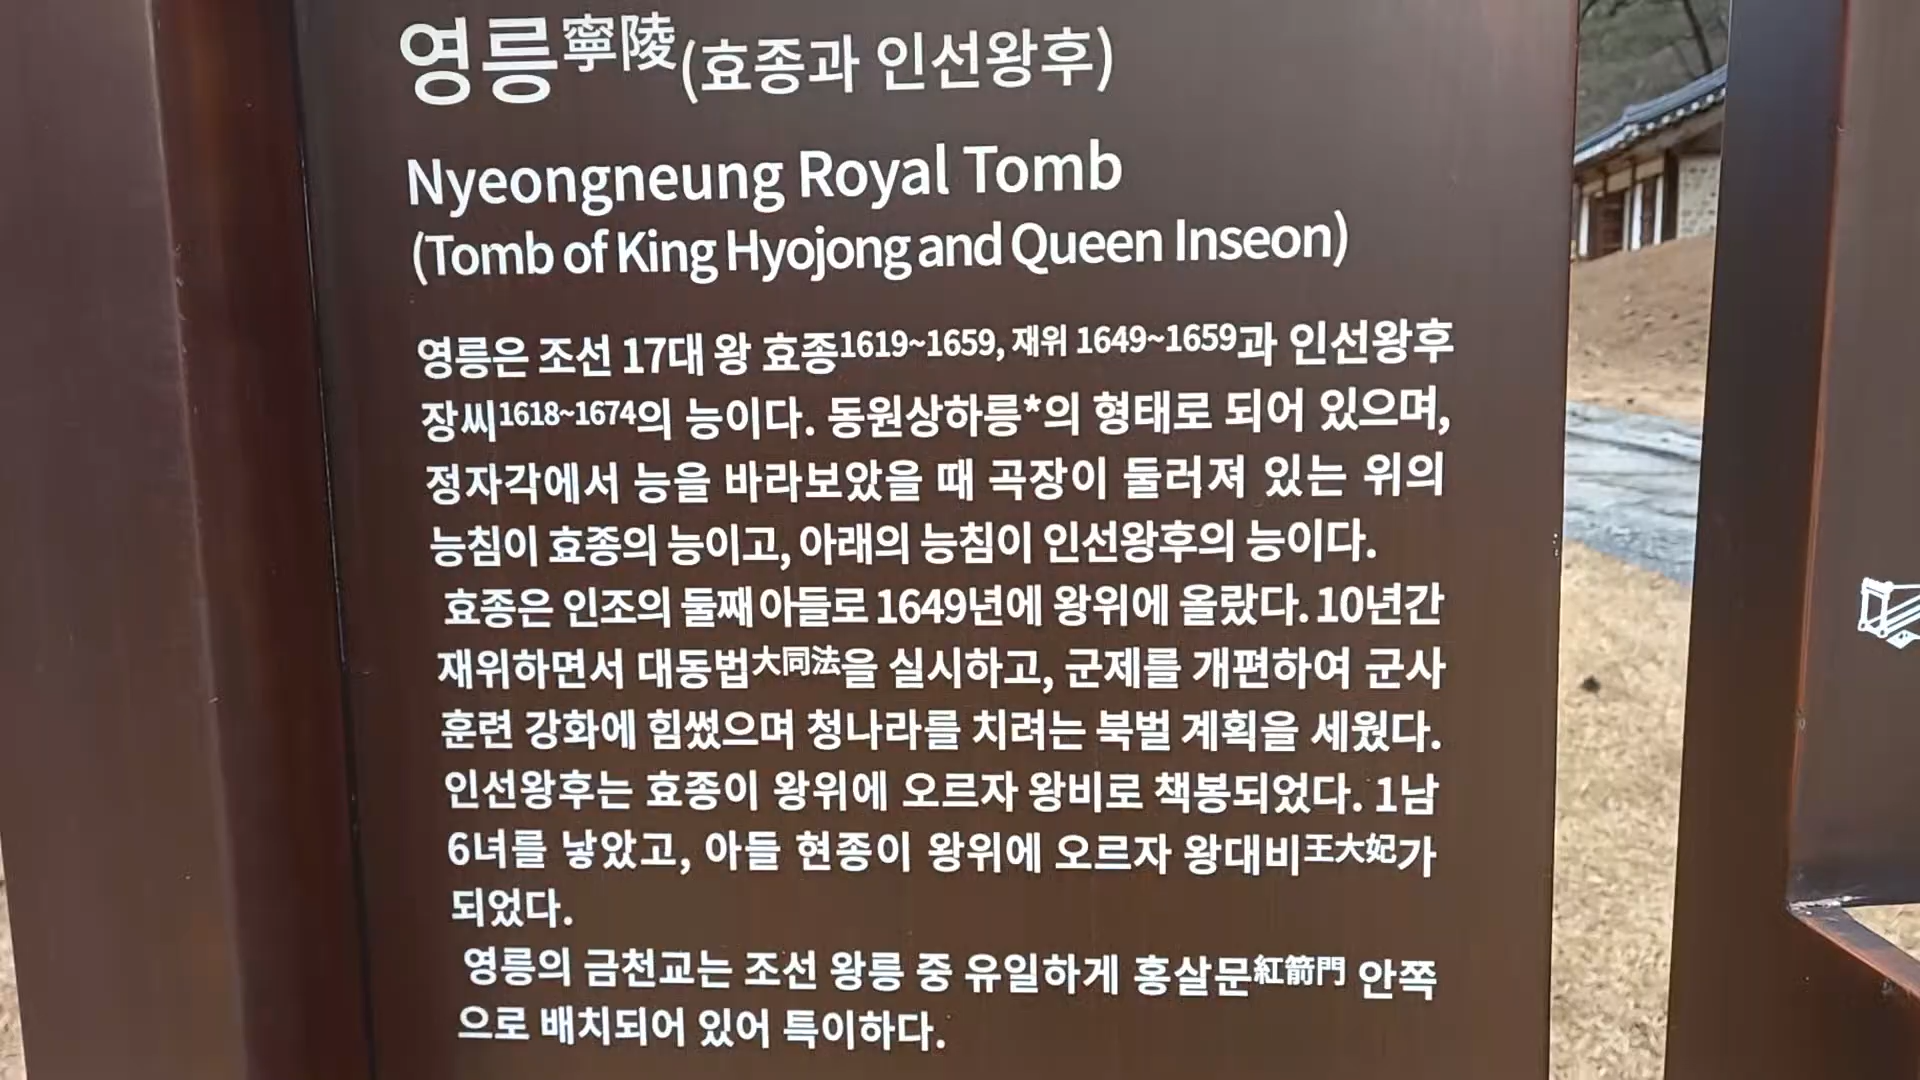 영릉寧陵(효종과 인선왕후)
Nyeongneung Royal Tomb
(Tomb of King Hyojong and Queen Inseon)
영릉은 조선 17대 왕 효종1619~1659, 재위 1649~1659과 인선왕후
장씨1618~1674의 능이다. 동원상하릉*의 형태로 되어 있으며,
정자각에서 능을 바라보았을 때 곡장이 둘러져 있는 위의
능침이 효종의 능이고, 아래의 능침이 인선왕후의 능이다.
효종은 인조의 둘째 아들로 1649년에 왕위에 올랐다. 10년간
재위하면서 대동법大同法을 실시하고, 군제를 개편하여 군사
훈련 강화에 힘썼으며 청나라를 치려는 북벌 계획을 세웠다.
인선왕후는 효종이 왕위에 오르자 왕비로 책봉되었다. 1남
6녀를 낳았고, 아들 현종이 왕위에 오르자 왕대비王大妃가
되었다.
영릉의 금천교는 조선 왕릉 중 유일하게 홍살문紅箭門 안쪽
으로 배치되어 있어 특이하다.